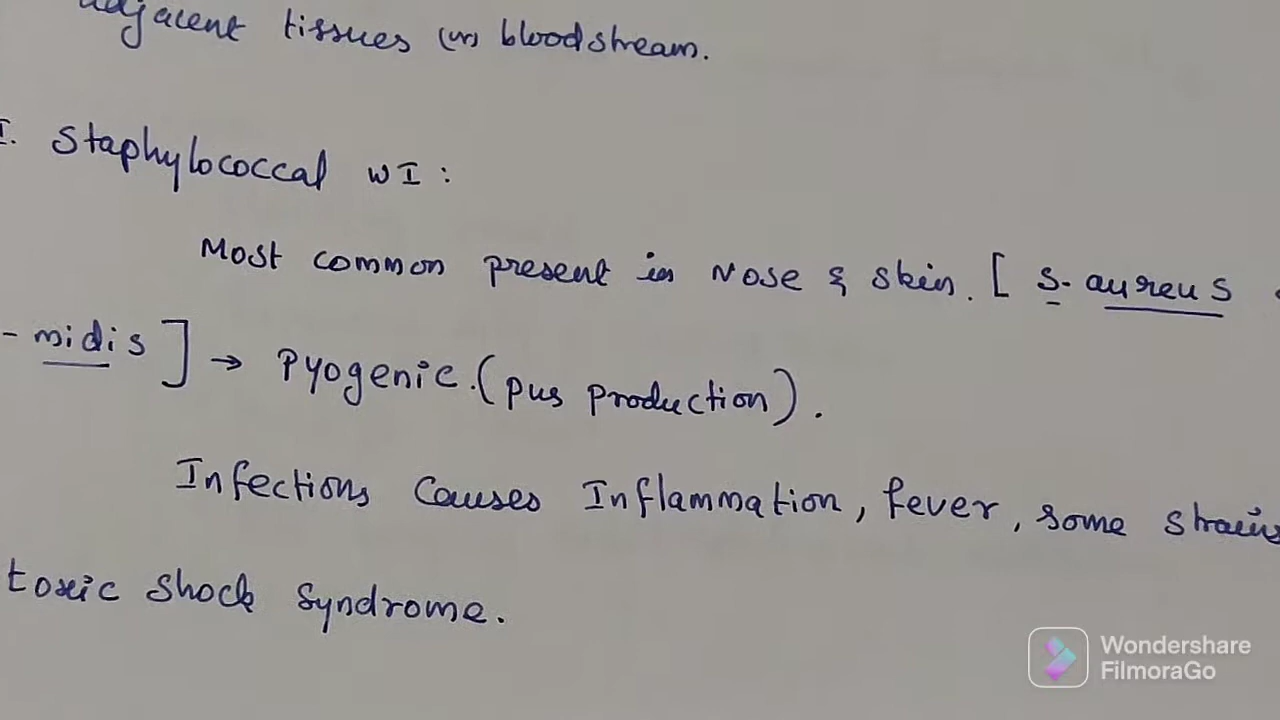 adjacent tissues (or) bloodstream.
I. Staphylococcal WI:
Most common present in Nose & skin. [ S. aureus
- midis ] → Pyogenic. (pus production).
Infections causes Inflammation, fever, some strains
toxic shock syndrome.
Wondershare
FilmoraGo